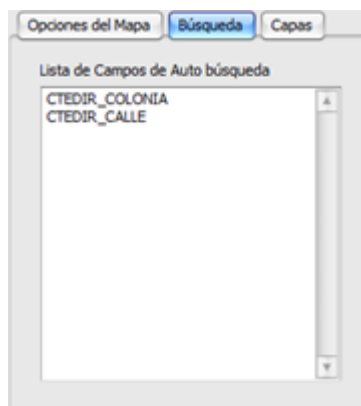 Opciones del Mapa Búsqueda Capas
Lista de Campos de Auto búsqueda
CTEDIR_COLONIA
CTEDIR_CALLE